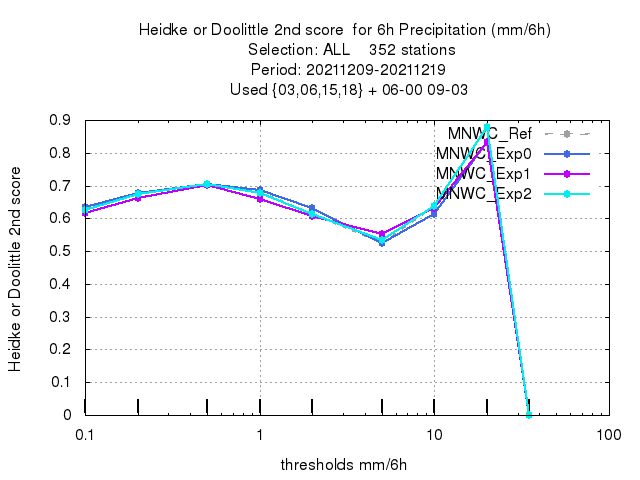 Heidke or Doolittle 2nd score  for 6h Precipitation (mm/6h)
Selection: ALL    352 stations
Period: 20211209-20211219
Used {03,06,15,18} + 06-00 09-03
Heidke or Doolittle 2nd score
0.9
0.8
0.7
0.6
0.5
0.4
0.3
0.2
0.1
0
MNWC_Ref
MNWC_Exp0
MNWC_Exp1
MNWC_Exp2
0.1 1 10 100
thresholds mm/6h